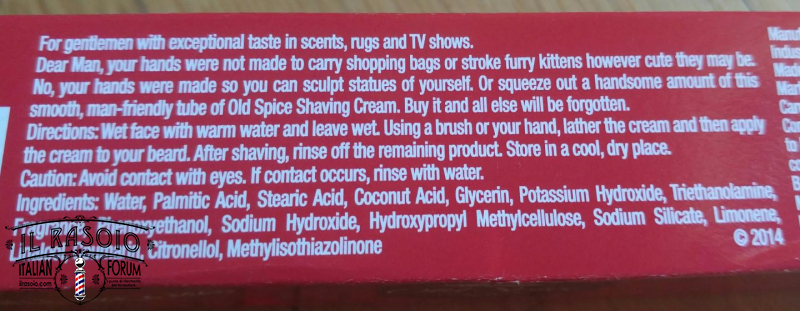 For gentlemen with exceptional taste in scents, rugs and TV shows.
Dear Man, your hands were not made to carry shopping bags or stroke furry kittens however cute they may be.
No, your hands were made so you can sculpt statues of yourself. Or squeeze out a handsome amount of this
smooth, man-friendly tube of Old Spice Shaving Cream. Buy it and all else will be forgotten.
Directions: Wet face with warm water and leave wet. Using a brush or your hand, lather the cream and then apply
the cream to your beard. After shaving, rinse off the remaining product. Store in a cool, dry place.
Caution: Avoid contact with eyes. If contact occurs, rinse with water.
Ingredients: Water, Palmitic Acid, Stearic Acid, Coconut Acid, Glycerin, Potassium Hydroxide, Triethanolamine,
Sodium Hydroxide, Hydroxypropyl Methylcellulose, Sodium Silicate, Limonene,
Citronellol, Methylisothiazolinone
© 2014
IL RASOIO
ITALIAN FORUM
ilrasoio.com